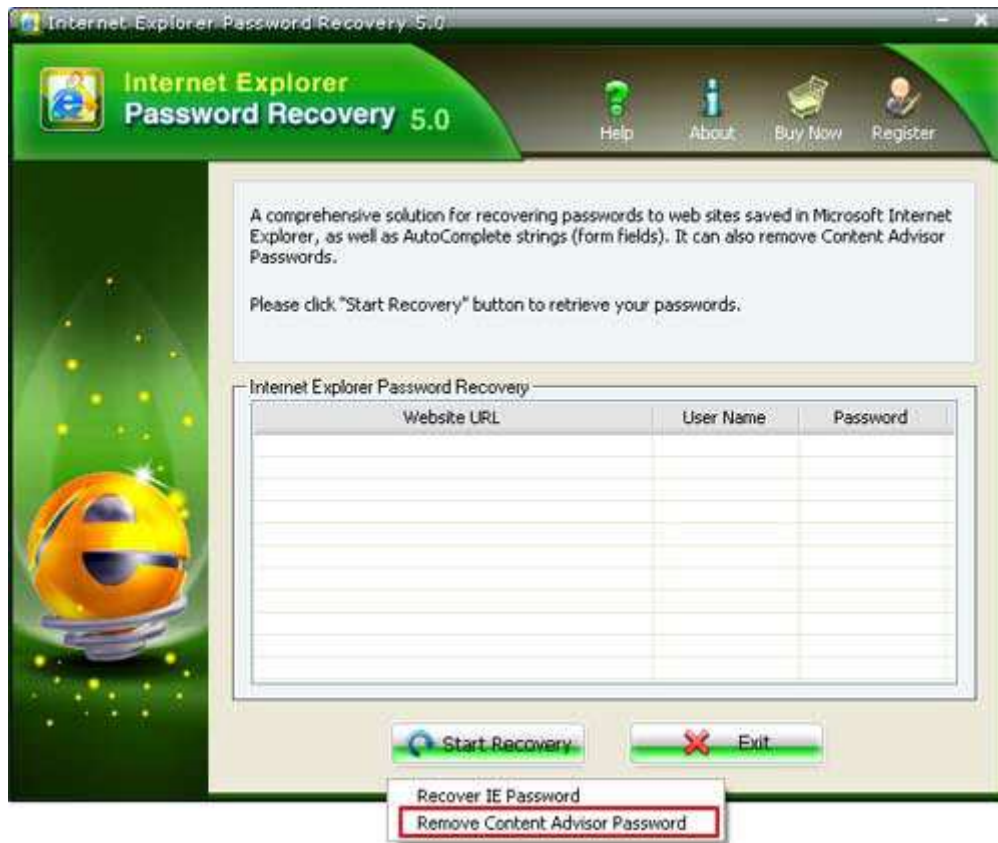 Internet Explorer Password Recovery 5.0
Internet Explorer
Password Recovery 5.0
Help
About
Buy Now
Register
A comprehensive solution for recovering passwords to web sites saved in Microsoft Internet
Explorer, as well as AutoComplete strings (form fields). It can also remove Content Advisor
Passwords.
Please click "Start Recovery" button to retrieve your passwords.
Internet Explorer Password Recovery
Website URL
User Name
Password
Start Recovery
Exit
Recover IE Password
Remove Content Advisor Password